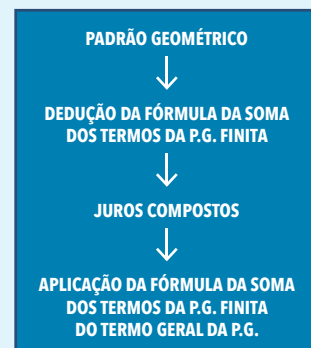 PADRÃO GEOMÉTRICO
DEDUÇÃO DA FÓRMULA DA SOMA
DOS TERMOS DA P.G. FINITA
JUROS COMPOSTOS
APLICAÇÃO DA FÓRMULA DA SOMA
DOS TERMOS DA P.G. FINITA
DO TERMO GERAL DA P.G.